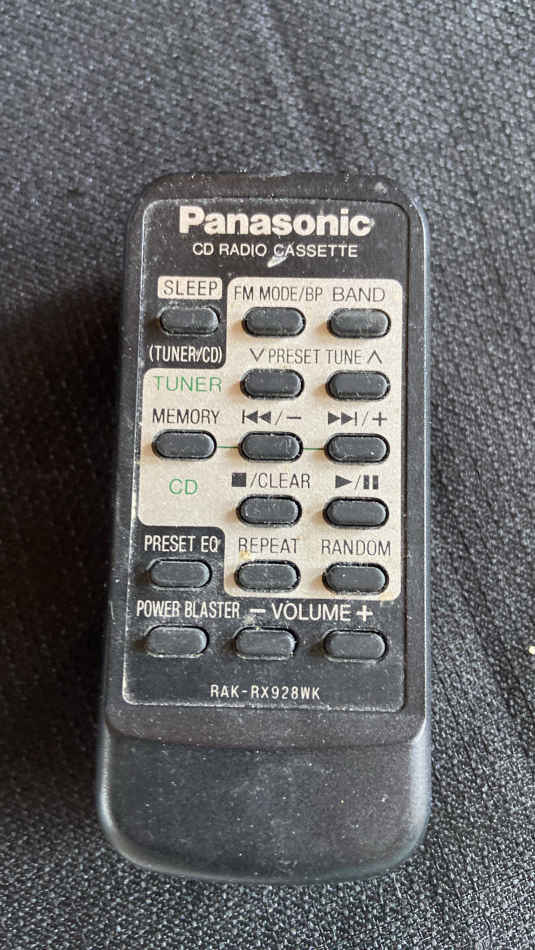 Panasonic
CD RADIO CASSETTE
SLEEP FM MODE/BP BAND
(TUNER/CD) ∨ PRESET TUNE ∧
TUNER
MEMORY ⏮/− ⏭/+
CD ■/CLEAR ▶/⏸
PRESET EQ REPEAT RANDOM
POWER BLASTER − VOLUME +
RAK-RX928WK